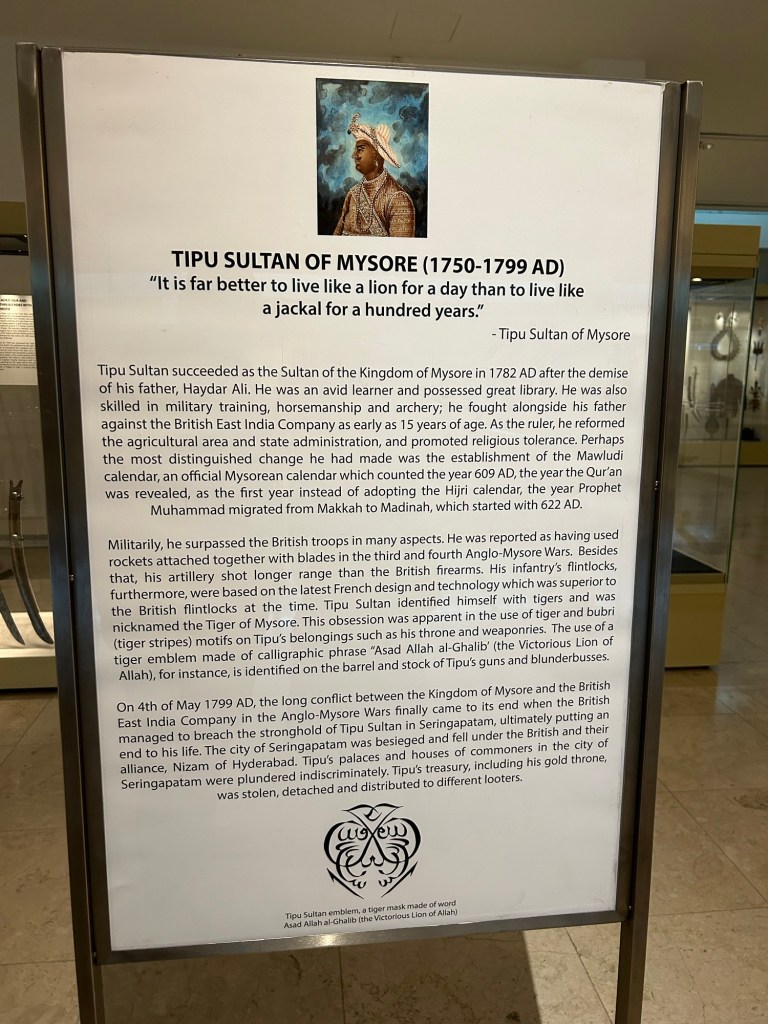 TIPU SULTAN OF MYSORE (1750-1799 AD)
“It is far better to live like a lion for a day than to live like
a jackal for a hundred years.”
- Tipu Sultan of Mysore
Tipu Sultan succeeded as the Sultan of the Kingdom of Mysore in 1782 AD after the demise
of his father, Haydar Ali. He was an avid learner and possessed great library. He was also
skilled in military training, horsemanship and archery; he fought alongside his father
against the British East India Company as early as 15 years of age. As the ruler, he reformed
the agricultural area and state administration, and promoted religious tolerance. Perhaps
the most distinguished change he had made was the establishment of the Mawludi
calendar, an official Mysorean calendar which counted the year 609 AD, the year the Qur’an
was revealed, as the first year instead of adopting the Hijri calendar, the year Prophet
Muhammad migrated from Makkah to Madinah, which started with 622 AD.
Militarily, he surpassed the British troops in many aspects. He was reported as having used
rockets attached together with blades in the third and fourth Anglo-Mysore Wars. Besides
that, his artillery shot longer range than the British firearms. His infantry’s flintlocks,
furthermore, were based on the latest French design and technology which was superior to
the British flintlocks at the time. Tipu Sultan identified himself with tigers and was
nicknamed the Tiger of Mysore. This obsession was apparent in the use of tiger and bubri
(tiger stripes) motifs on Tipu’s belongings such as his throne and weaponries. The use of a
tiger emblem made of calligraphic phrase “Asad Allah al-Ghalib’ (the Victorious Lion of
Allah), for instance, is identified on the barrel and stock of Tipu’s guns and blunderbusses.
On 4th of May 1799 AD, the long conflict between the Kingdom of Mysore and the British
East India Company in the Anglo-Mysore Wars finally came to its end when the British
managed to breach the stronghold of Tipu Sultan in Seringapatam, ultimately putting an
end to his life. The city of Seringapatam was besieged and fell under the British and their
alliance, Nizam of Hyderabad. Tipu’s palaces and houses of commoners in the city of
Seringapatam were plundered indiscriminately. Tipu’s treasury, including his gold throne,
was stolen, detached and distributed to different looters.
Tipu Sultan emblem, a tiger mask made of word
Asad Allah al-Ghalib (the Victorious Lion of Allah)